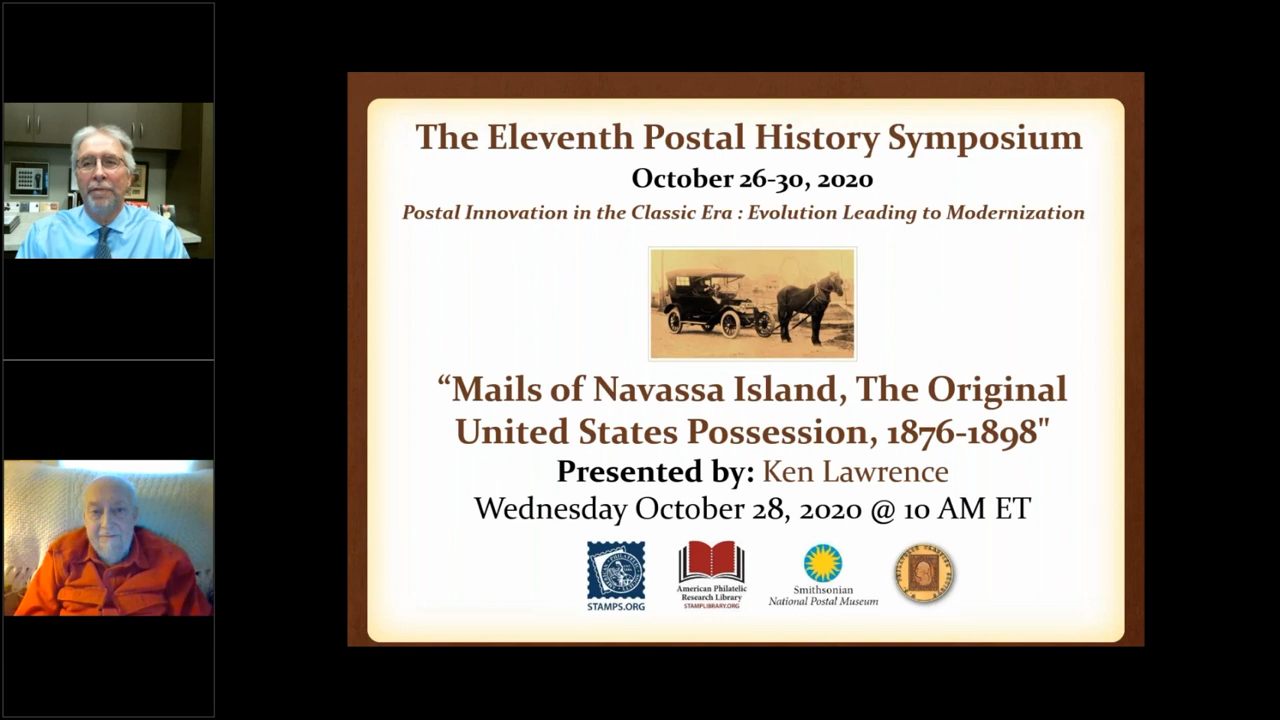 The Eleventh Postal History Symposium
October 26-30, 2020
Postal Innovation in the Classic Era : Evolution Leading to Modernization
“Mails of Navassa Island, The Original
United States Possession, 1876-1898"
Presented by: Ken Lawrence
Wednesday October 28, 2020 @ 10 AM ET
STAMPS.ORG
American Philatelic
Research Library
STAMPLIBRARY.ORG
Smithsonian
National Postal Museum